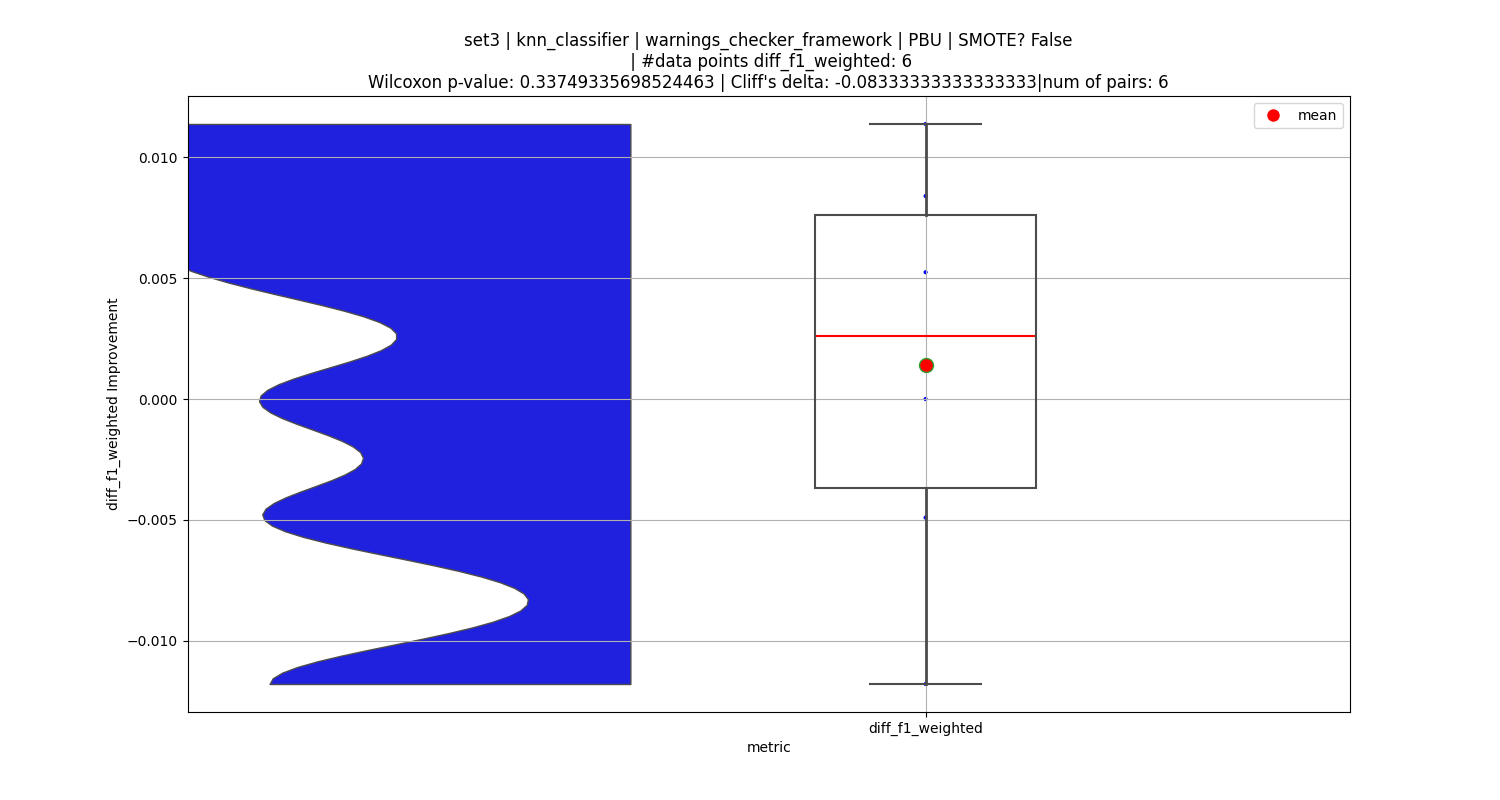 set3 | knn_classifier | warnings_checker_framework | PBU | SMOTE? False
| #data points diff_f1_weighted: 6
Wilcoxon p-value: 0.33749335698524463 | Cliff's delta: -0.08333333333333333|num of pairs: 6
mean
0.010
0.005
0.000
−0.005
−0.010
diff_f1_weighted Improvement
diff_f1_weighted
metric